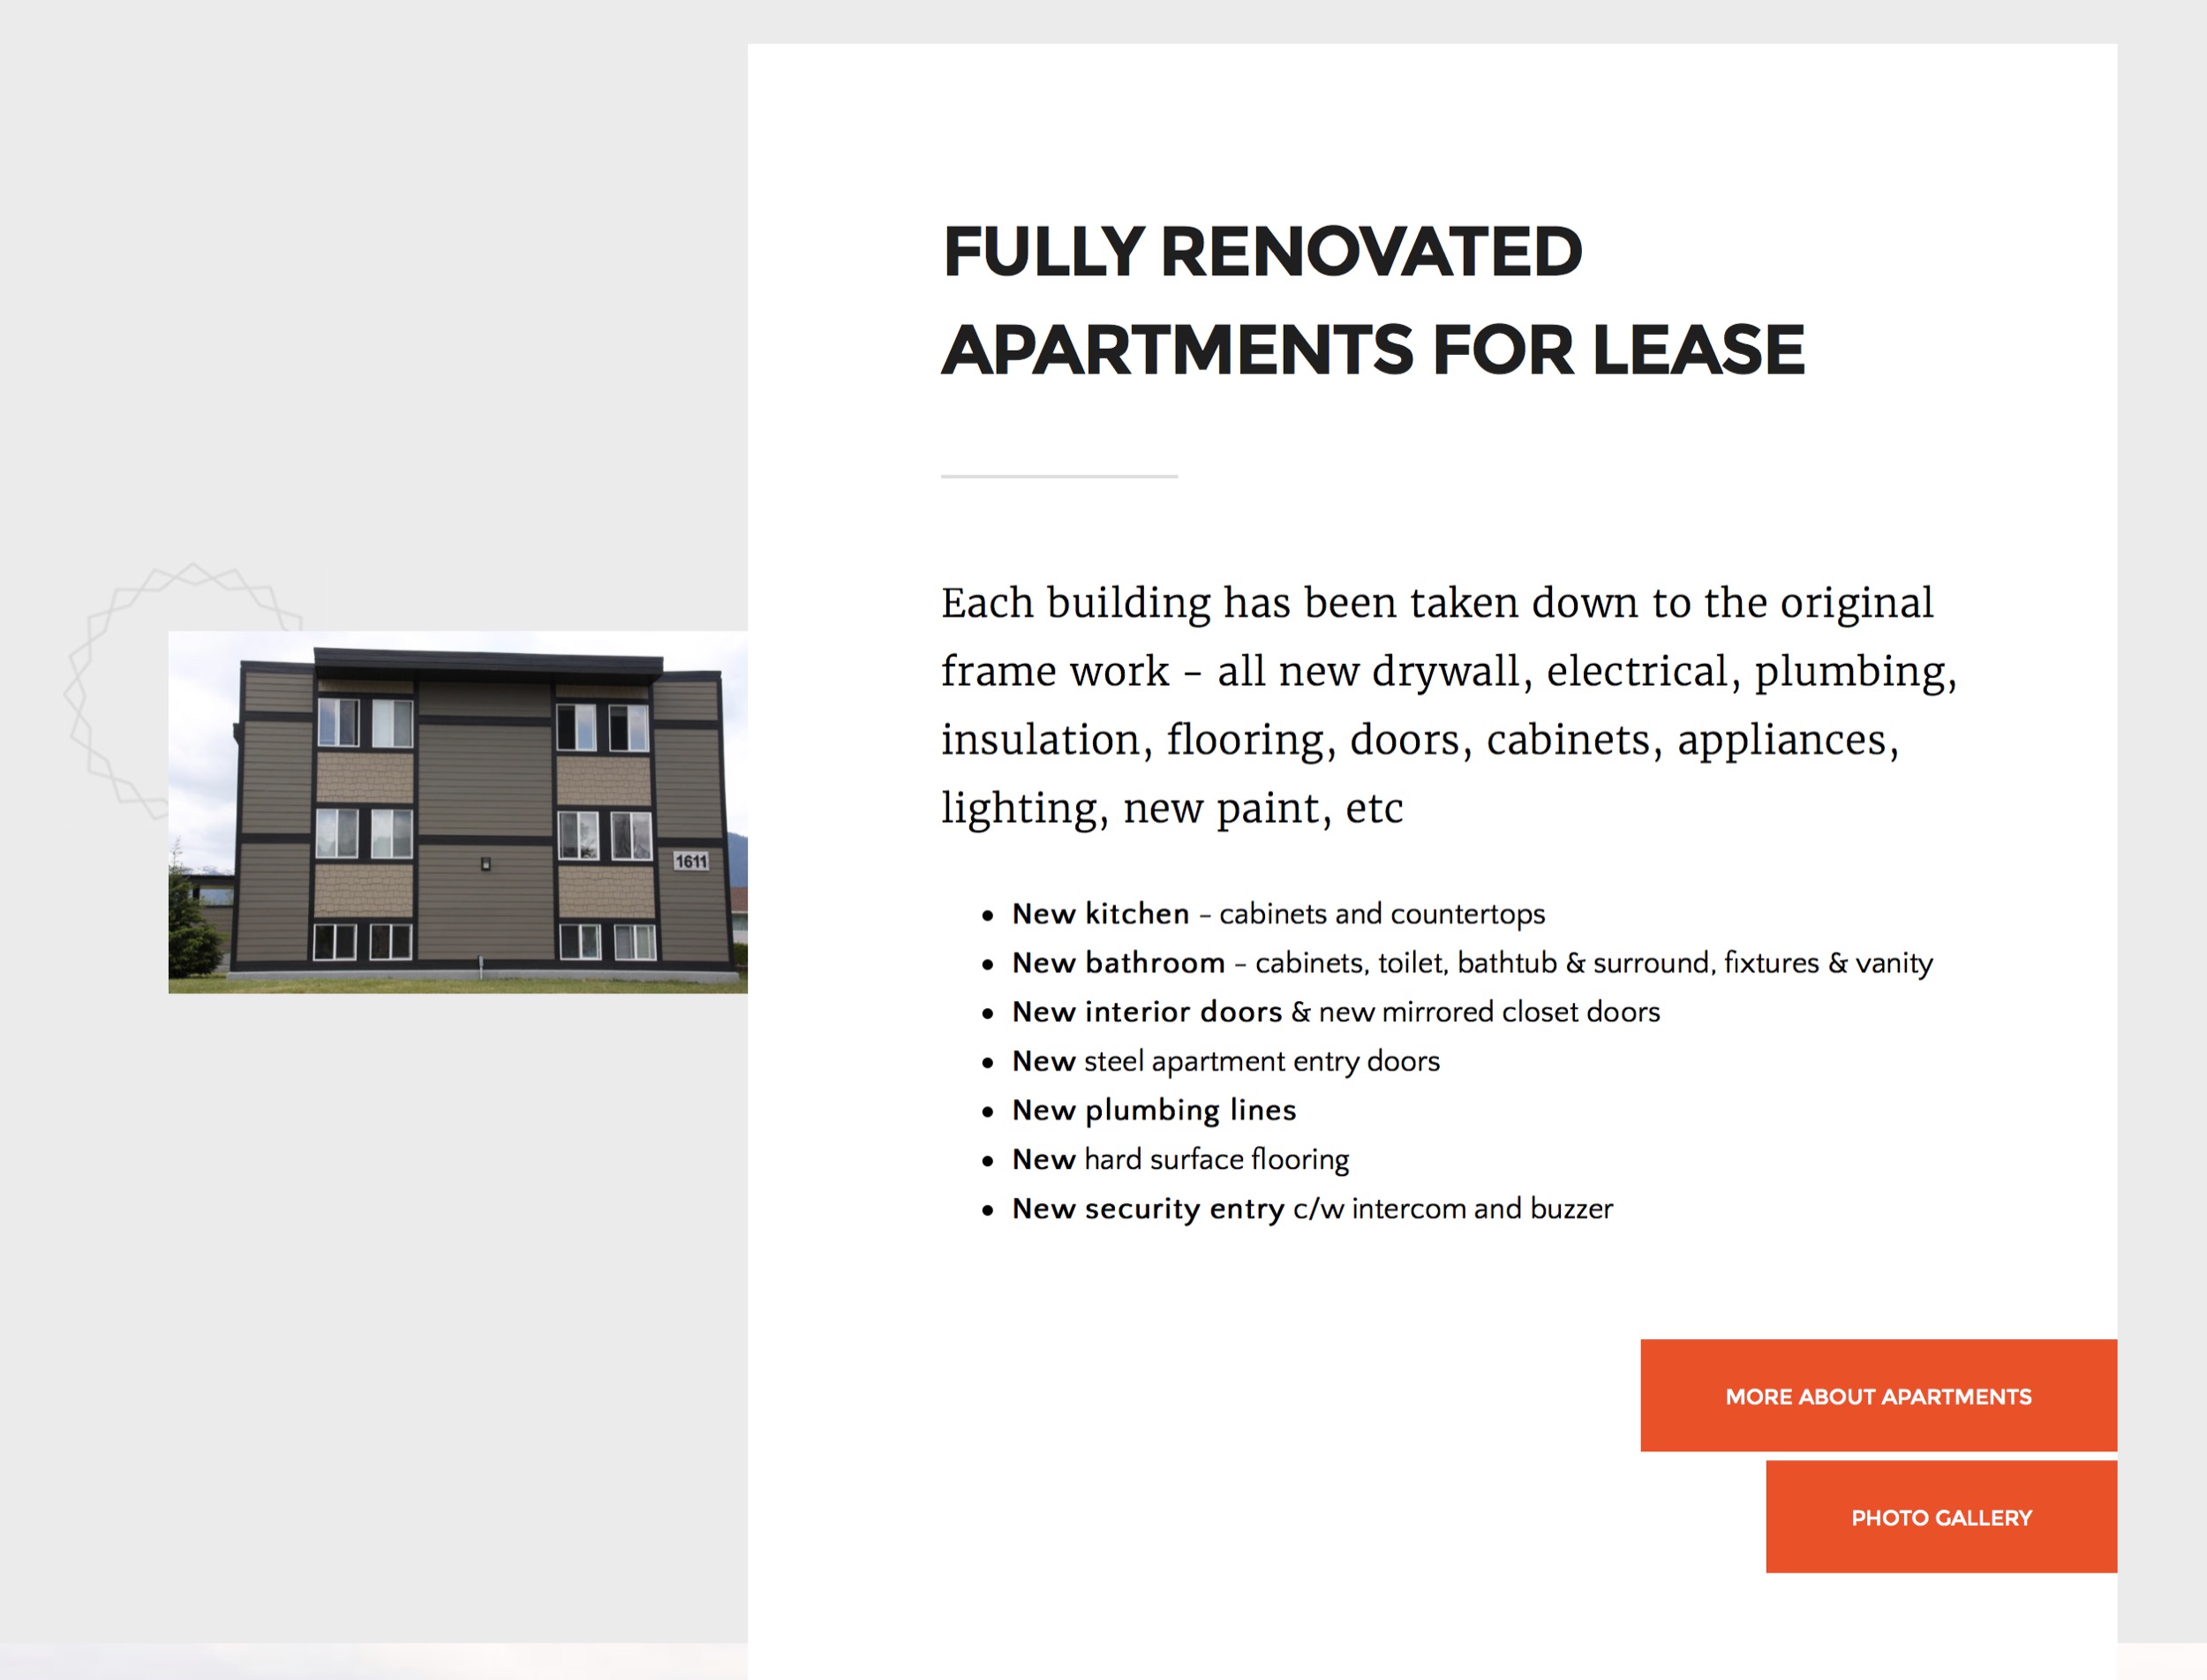 FULLY RENOVATED
APARTMENTS FOR LEASE
Each building has been taken down to the original
frame work – all new drywall, electrical, plumbing,
insulation, flooring, doors, cabinets, appliances,
lighting, new paint, etc
1611
• New kitchen – cabinets and countertops
• New bathroom – cabinets, toilet, bathtub & surround, fixtures & vanity
• New interior doors & new mirrored closet doors
• New steel apartment entry doors
• New plumbing lines
• New hard surface flooring
• New security entry c/w intercom and buzzer
MORE ABOUT APARTMENTS
PHOTO GALLERY